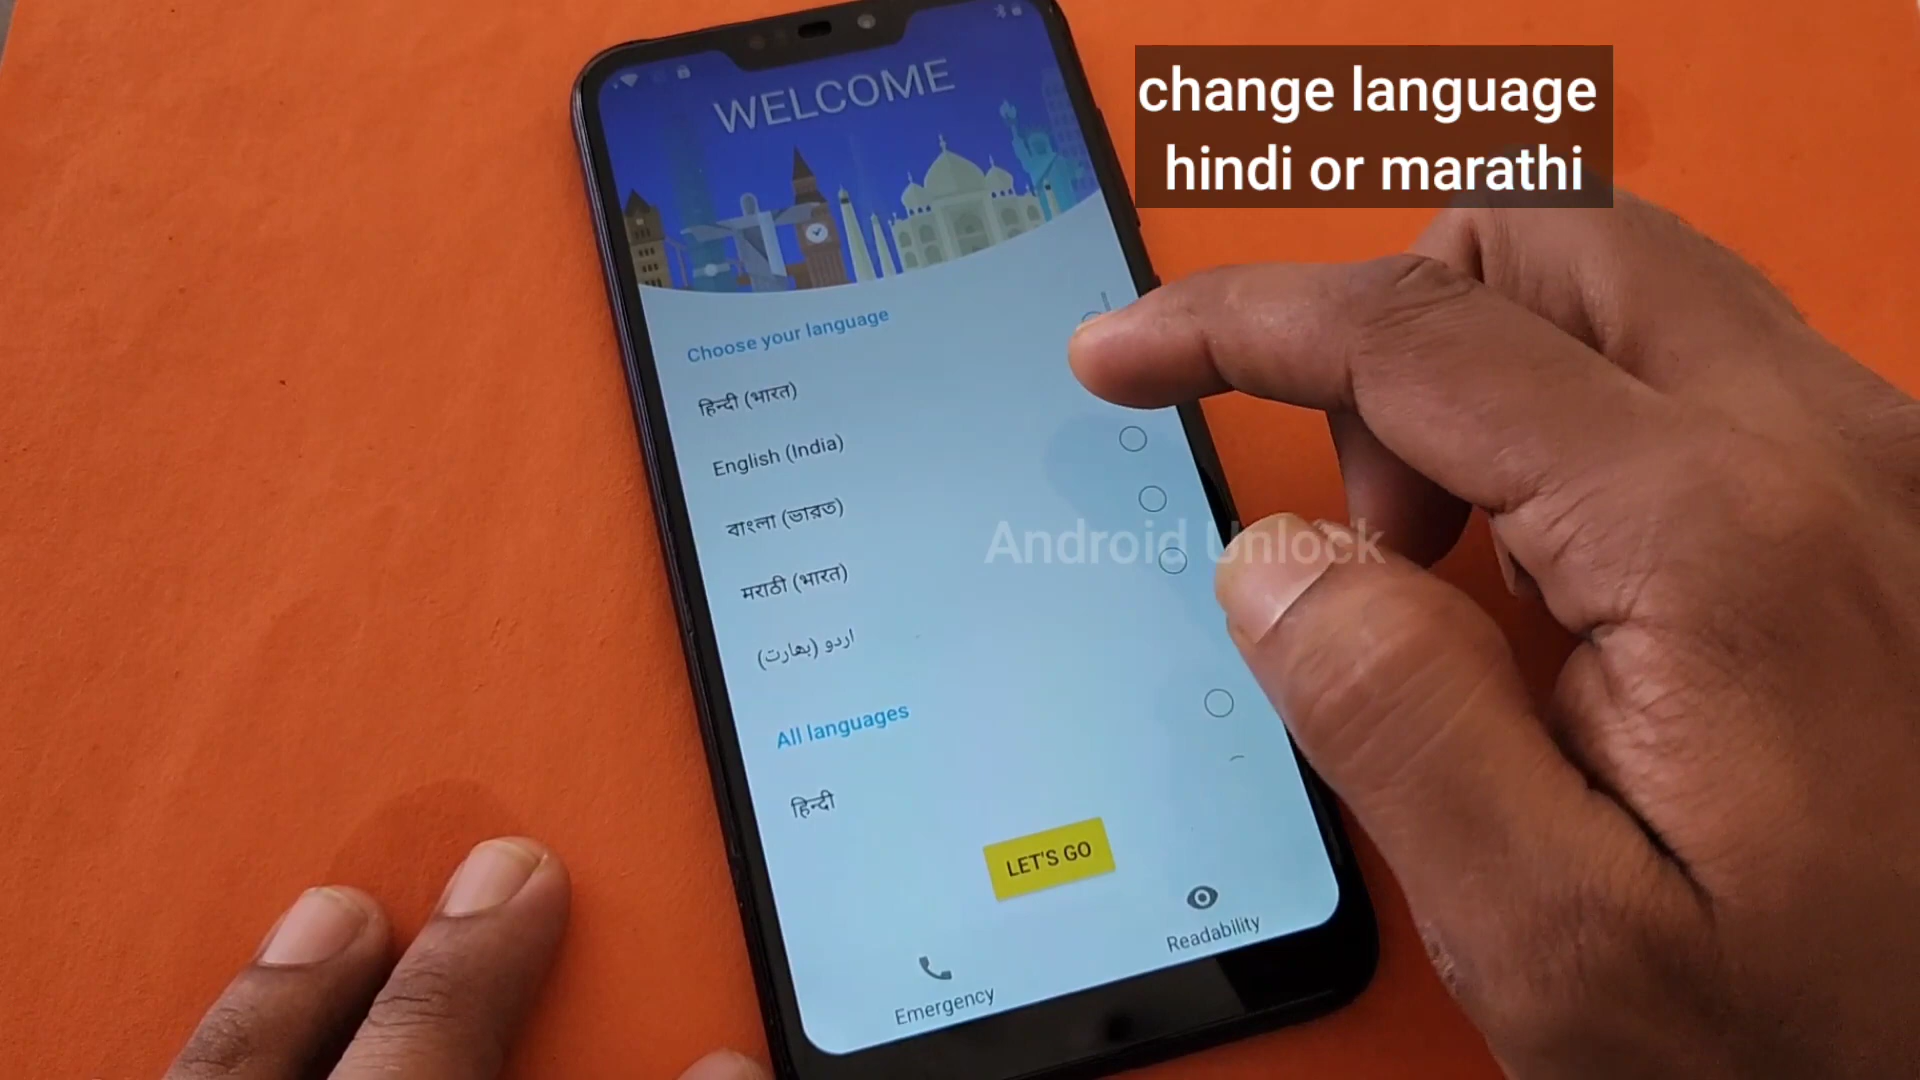 change language
hindi or marathi
WELCOME
Choose your language
हिन्दी (भारत)
English (India)
বাংলা (ভারত)
मराठी (भारत)
اردو (بھارت)
All languages
हिन्दी
LET'S GO
Readability
Emergency
Android Unlock